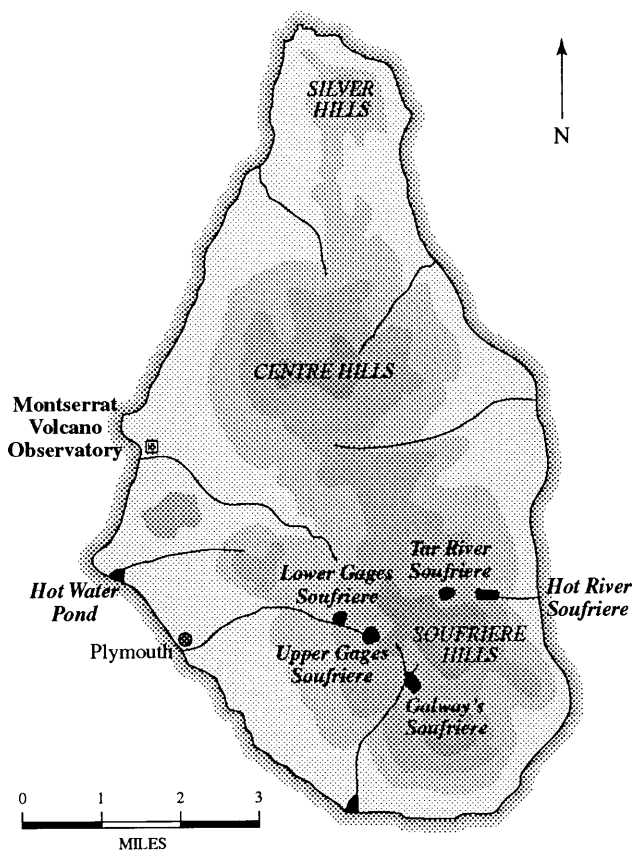 SILVER
HILLS
N
CENTRE HILLS
Montserrat
Volcano
Observatory
Tar River
Soufriere
Lower Gages
Soufriere
Hot Water
Pond
Hot River
Soufriere
Plymouth
SOUFRIERE
HILLS
Upper Gages
Soufriere
Galway's
Soufriere
0 1 2 3
MILES